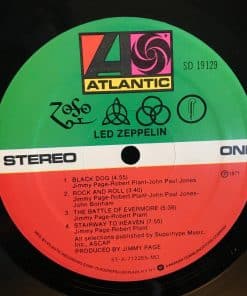 ATLANTIC
SD 19129
LED ZEPPELIN
STEREO
ONE
1. BLACK DOG (4:55)
Jimmy Page-Robert Plant-John Paul Jones
2. ROCK AND ROLL (3:40)
Jimmy Page-Robert Plant-John Paul Jones-
John Bonham
3. THE BATTLE OF EVERMORE (5:38)
Jimmy Page-Robert Plant
4. STAIRWAY TO HEAVEN (7:55)
Jimmy Page-Robert Plant
All selections published by Superhype Music,
Inc., ASCAP
PRODUCED BY JIMMY PAGE
℗ 1971